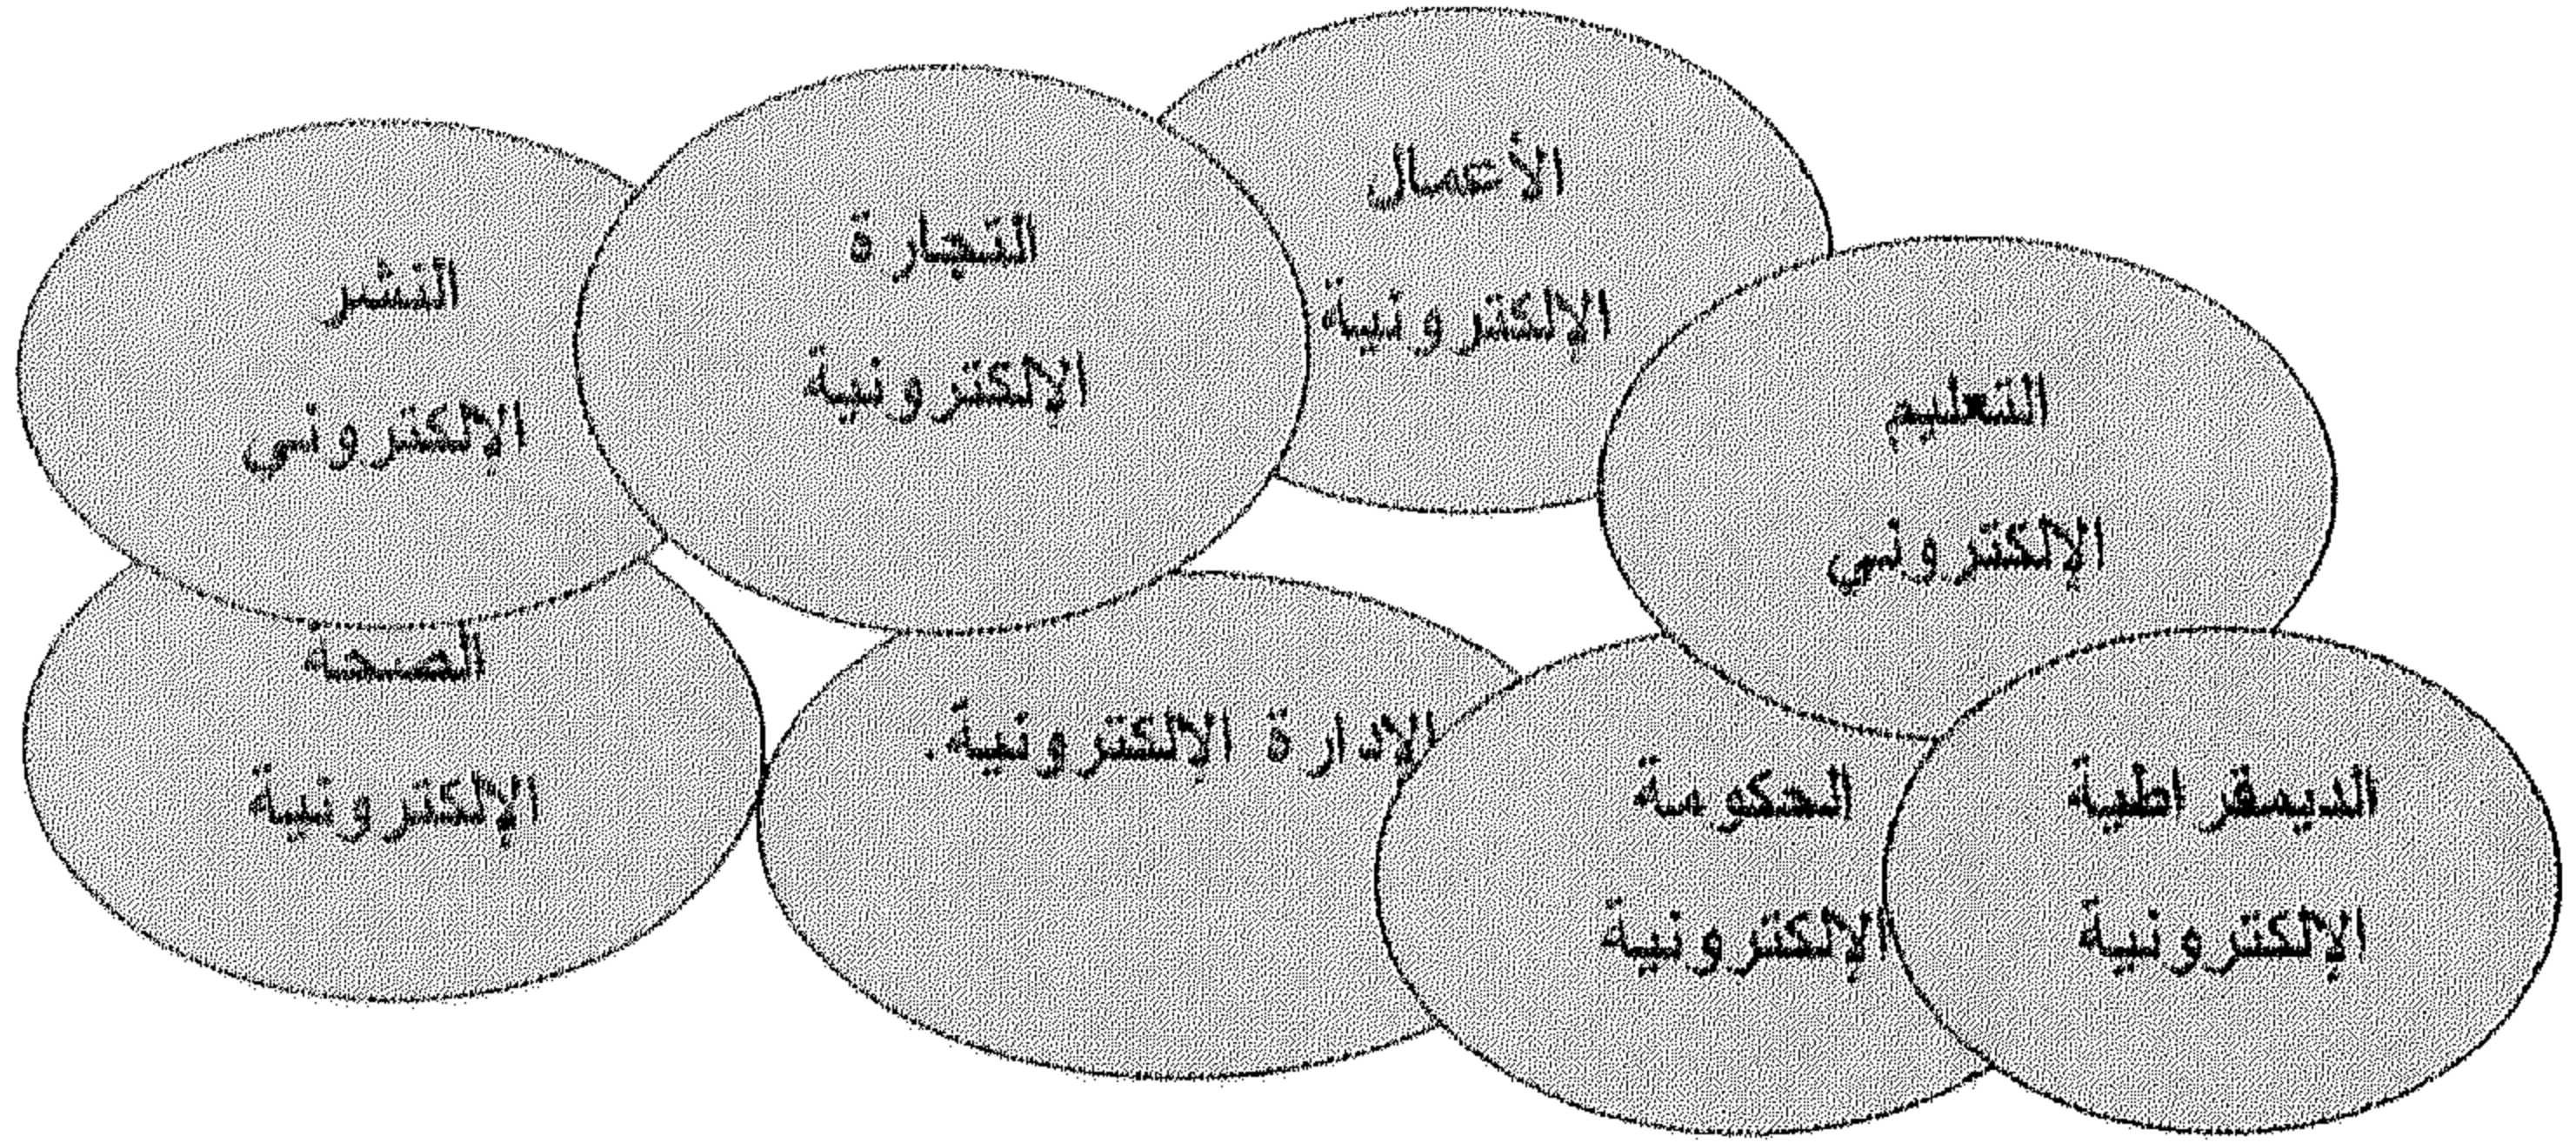 الأعمال
الإلكترونية
التجارة
الإلكترونية
النشر
الإلكتروني
التعليم
الإلكتروني
الصحة
الإلكترونية
الإدارة الإلكترونية.
الحكومة
الإلكترونية
الديمقراطية
الإلكترونية